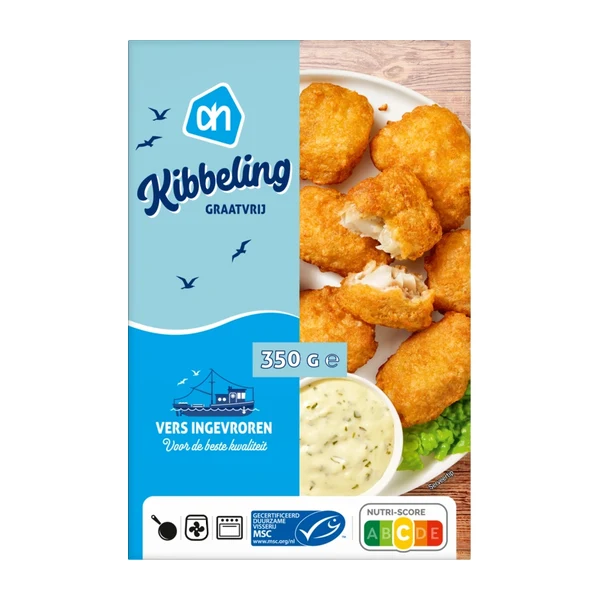 ah
Kibbeling
GRAATVRIJ
350 G ℮
VERS INGEVROREN
Voor de beste kwaliteit
Serveertip
GECERTIFICEERD
DUURZAME
VISSERIJ
MSC
www.msc.org/nl
TM
NUTRI-SCORE
A B C D E